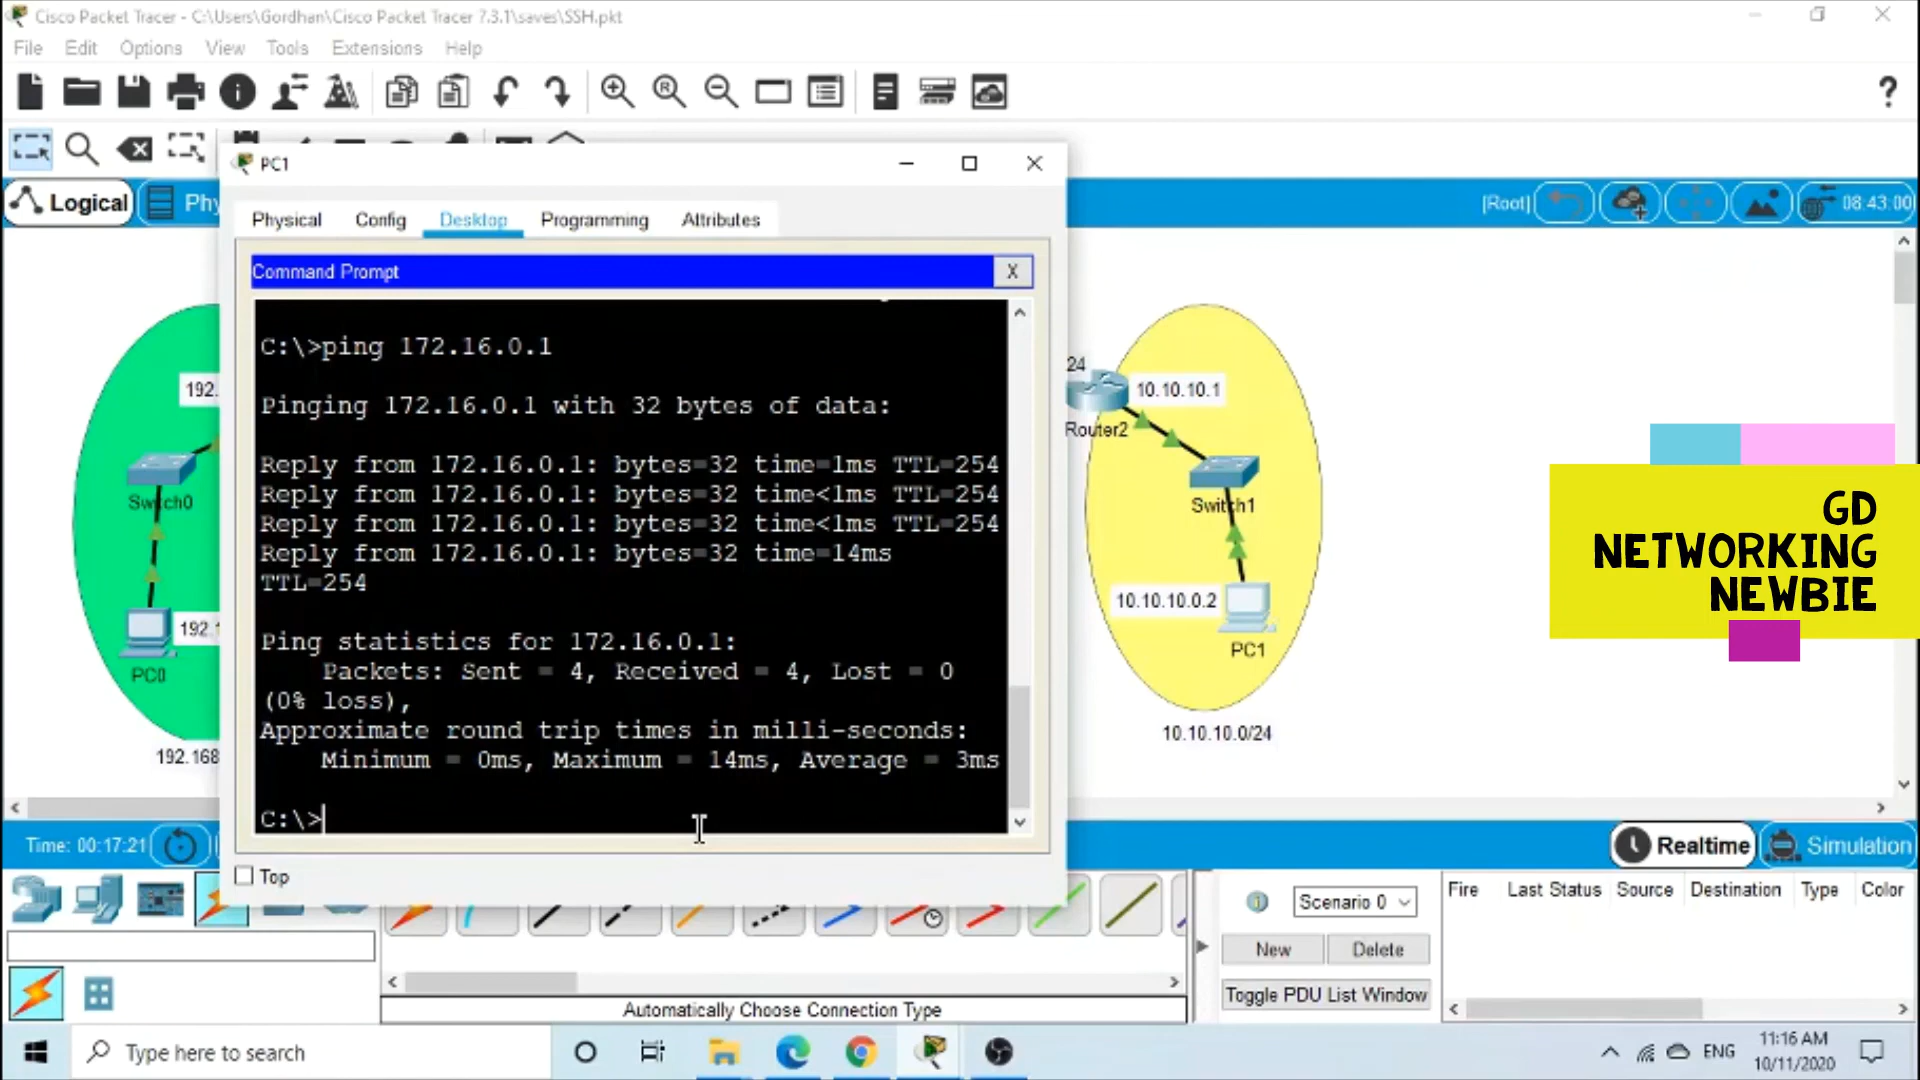 Cisco Packet Tracer - C:\Users\Gordhan\Cisco Packet Tracer 7.3.1\saves\SSH.pkt
File Edit Options View Tools Extensions Help
R
?
PC1
Logical
Phy
[Root]
08:43:00
Physical Config Desktop Programming Attributes
Command Prompt X
C:\>ping 172.16.0.1
Pinging 172.16.0.1 with 32 bytes of data:
Reply from 172.16.0.1: bytes=32 time=1ms TTL=254
Reply from 172.16.0.1: bytes=32 time<1ms TTL=254
Reply from 172.16.0.1: bytes=32 time<1ms TTL=254
Reply from 172.16.0.1: bytes=32 time=14ms
TTL=254
Ping statistics for 172.16.0.1:
Packets: Sent = 4, Received = 4, Lost = 0
(0% loss),
Approximate round trip times in milli-seconds:
Minimum = 0ms, Maximum = 14ms, Average = 3ms
C:\>
Top
192.
Switch0
192.1
PC0
192.168
24
10.10.10.1
Router2
Switch1
10.10.10.0.2
PC1
10.10.10.0/24
GD
NETWORKING
NEWBIE
Time: 00:17:21
Realtime
Simulation
Scenario 0
New
Delete
Toggle PDU List Window
Fire Last Status Source Destination Type Color
Automatically Choose Connection Type
Type here to search
ENG
11:16 AM
10/11/2020